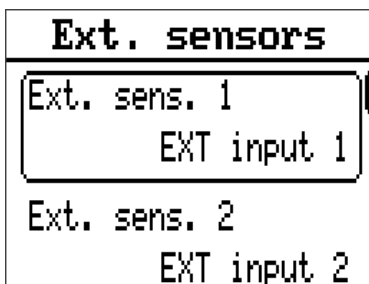 Ext. sensors
Ext. sens. 1
EXT input 1
Ext. sens. 2
EXT input 2